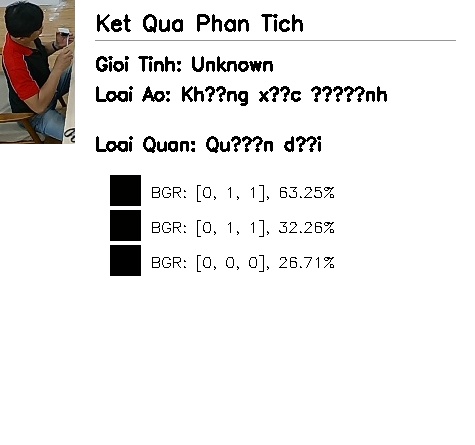 Ket Qua Phan Tich
Gioi Tinh: Unknown
Loai Ao: Kh??ng x??c ?????nh
Loai Quan: Qu???n d??i
BGR: [0, 1, 1], 63.25%
BGR: [0, 1, 1], 32.26%
BGR: [0, 0, 0], 26.71%